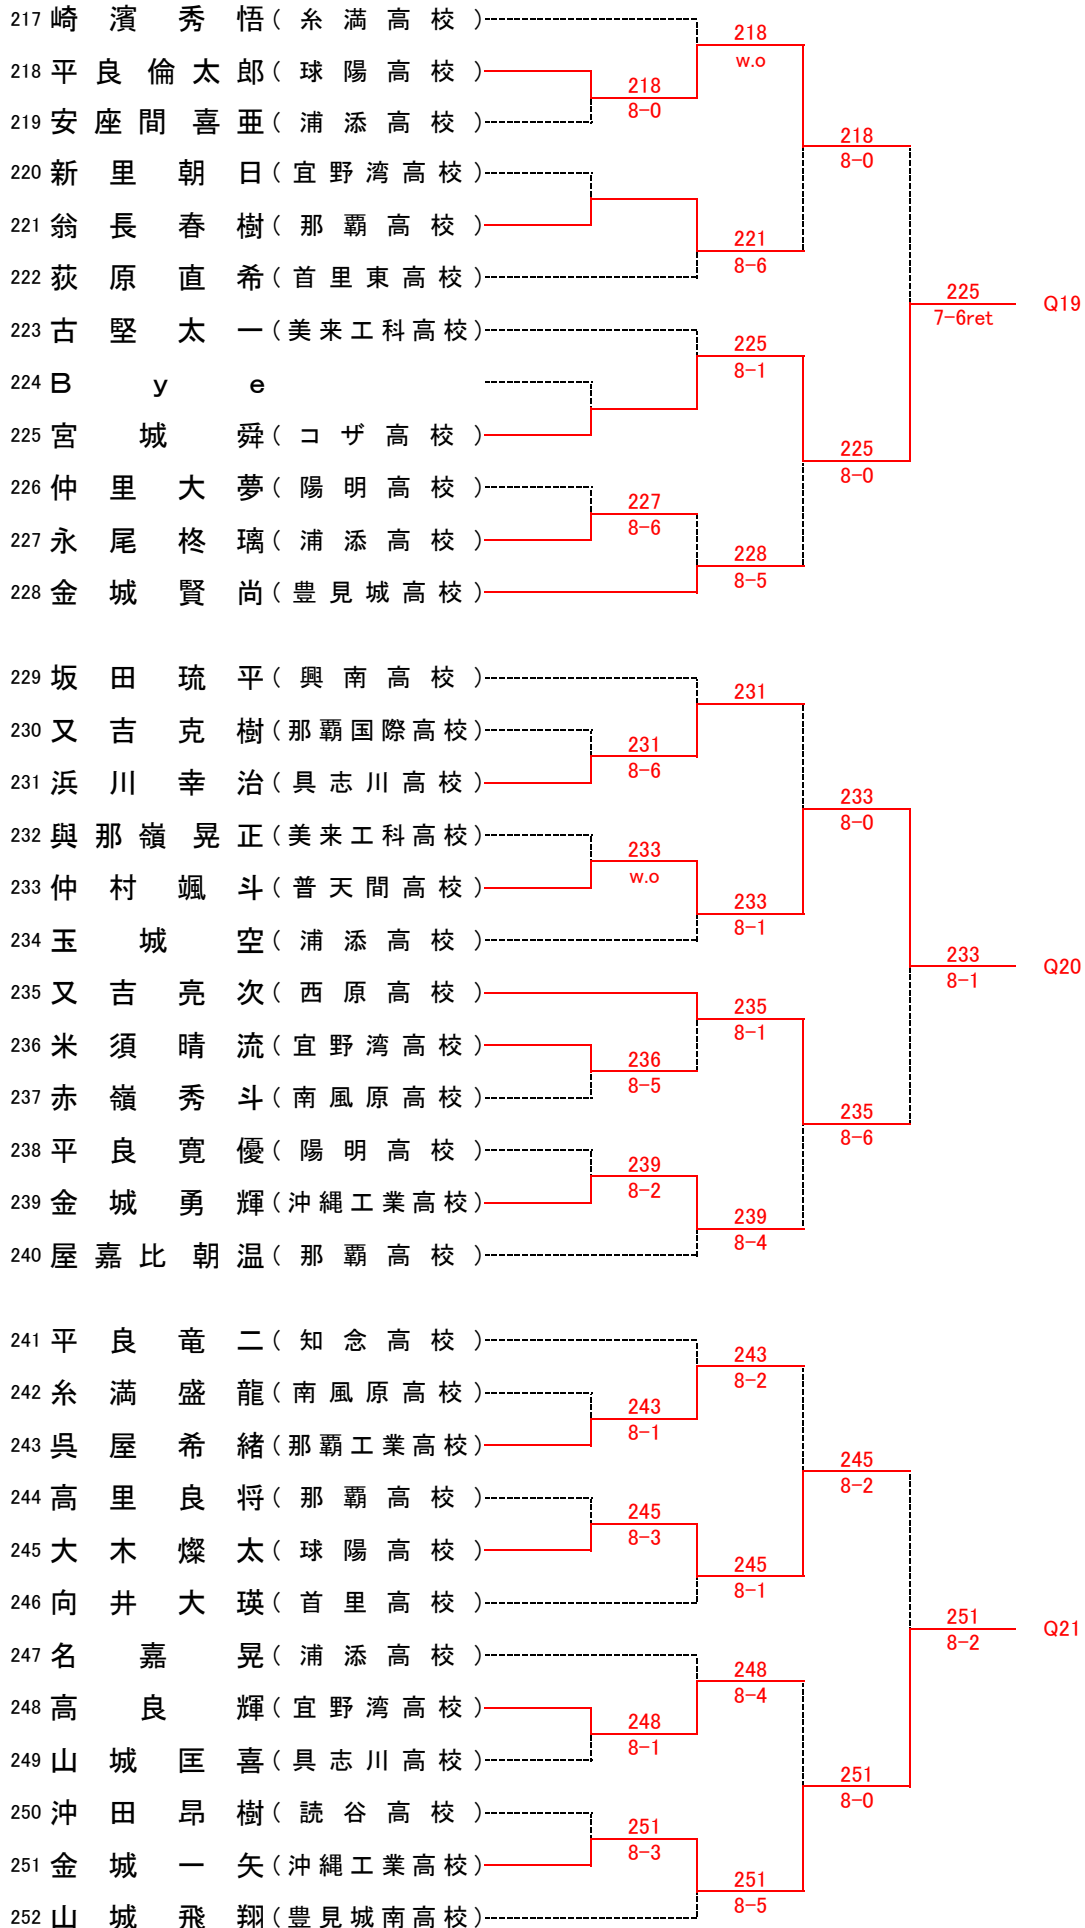 217 崎濱秀悟(糸満高校)
218
w.o
218 平良倫太郎(球陽高校)
218
8-0
219 安座間喜亜(浦添高校)
218
8-0
220 新里朝日(宜野湾高校)
221 翁長春樹(那覇高校)
221
8-6
222 荻原直希(首里東高校)
225
7-6ret
Q19
223 古堅太一(美来工科高校)
225
8-1
224 Bye
225 宮城舜(コザ高校)
225
8-0
226 仲里大夢(陽明高校)
227
8-6
227 永尾柊璃(浦添高校)
228
8-5
228 金城賢尚(豊見城高校)
229 坂田琉平(興南高校)
231
230 又吉克樹(那覇国際高校)
231
8-6
231 浜川幸治(具志川高校)
233
8-0
232 與那嶺晃正(美来工科高校)
233
w.o
233 仲村颯斗(普天間高校)
233
8-1
234 玉城空(浦添高校)
233
8-1
Q20
235 又吉亮次(西原高校)
235
8-1
236 米須晴流(宜野湾高校)
236
8-5
237 赤嶺秀斗(南風原高校)
235
8-6
238 平良寛優(陽明高校)
239
8-2
239 金城勇輝(沖縄工業高校)
239
8-4
240 屋嘉比朝温(那覇高校)
241 平良竜二(知念高校)
243
8-2
242 糸満盛龍(南風原高校)
243
8-1
243 呉屋希緒(那覇工業高校)
245
8-2
244 高里良将(那覇高校)
245
8-3
245 大木燦太(球陽高校)
245
8-1
246 向井大瑛(首里高校)
251
8-2
Q21
247 名嘉晃(浦添高校)
248
8-4
248 高良輝(宜野湾高校)
248
8-1
249 山城匡喜(具志川高校)
251
8-0
250 沖田昂樹(読谷高校)
251
8-3
251 金城一矢(沖縄工業高校)
251
8-5
252 山城飛翔(豊見城南高校)